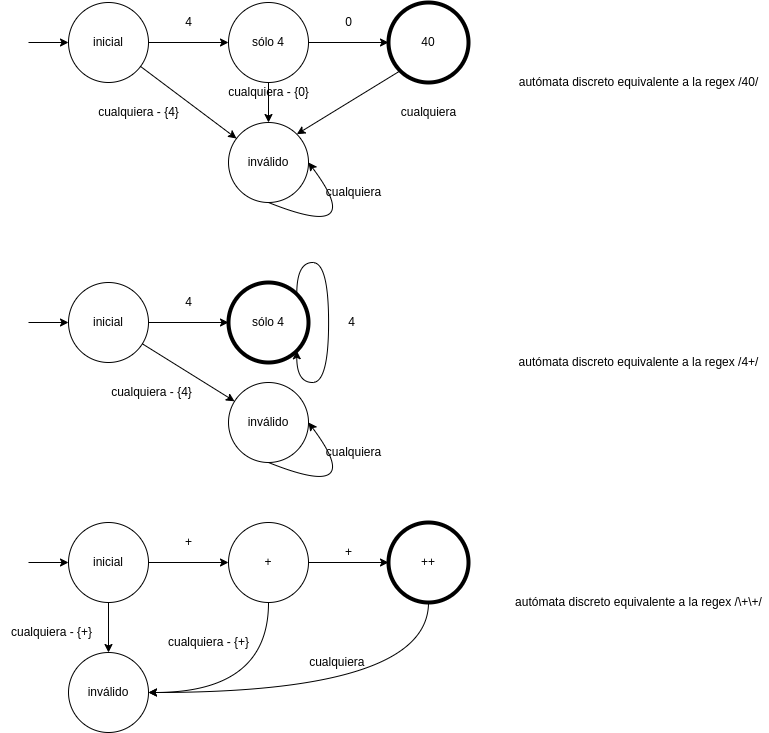 4
0
inicial
sólo 4
40
autómata discreto equivalente a la regex /40/
cualquiera - {0}
cualquiera - {4}
cualquiera
inválido
cualquiera
4
inicial
sólo 4
4
autómata discreto equivalente a la regex /4+/
cualquiera - {4}
inválido
cualquiera
+
+
inicial
+
++
autómata discreto equivalente a la regex /\+\+/
cualquiera - {+}
cualquiera - {+}
cualquiera
inválido